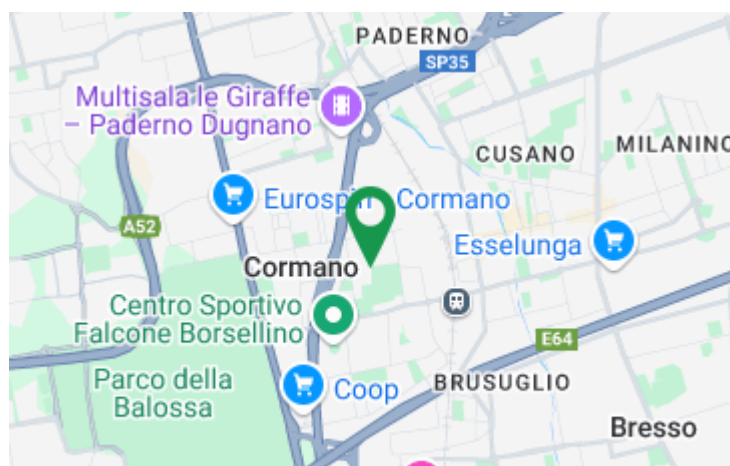 PADERNO
SP35
Multisala le Giraffe
– Paderno Dugnano
CUSANO
MILANINO
Eurospin Cormano
A52
Esselunga
Cormano
Centro Sportivo
Falcone Borsellino
E64
Parco della
Balossa
Coop
BRUSUGLIO
Bresso